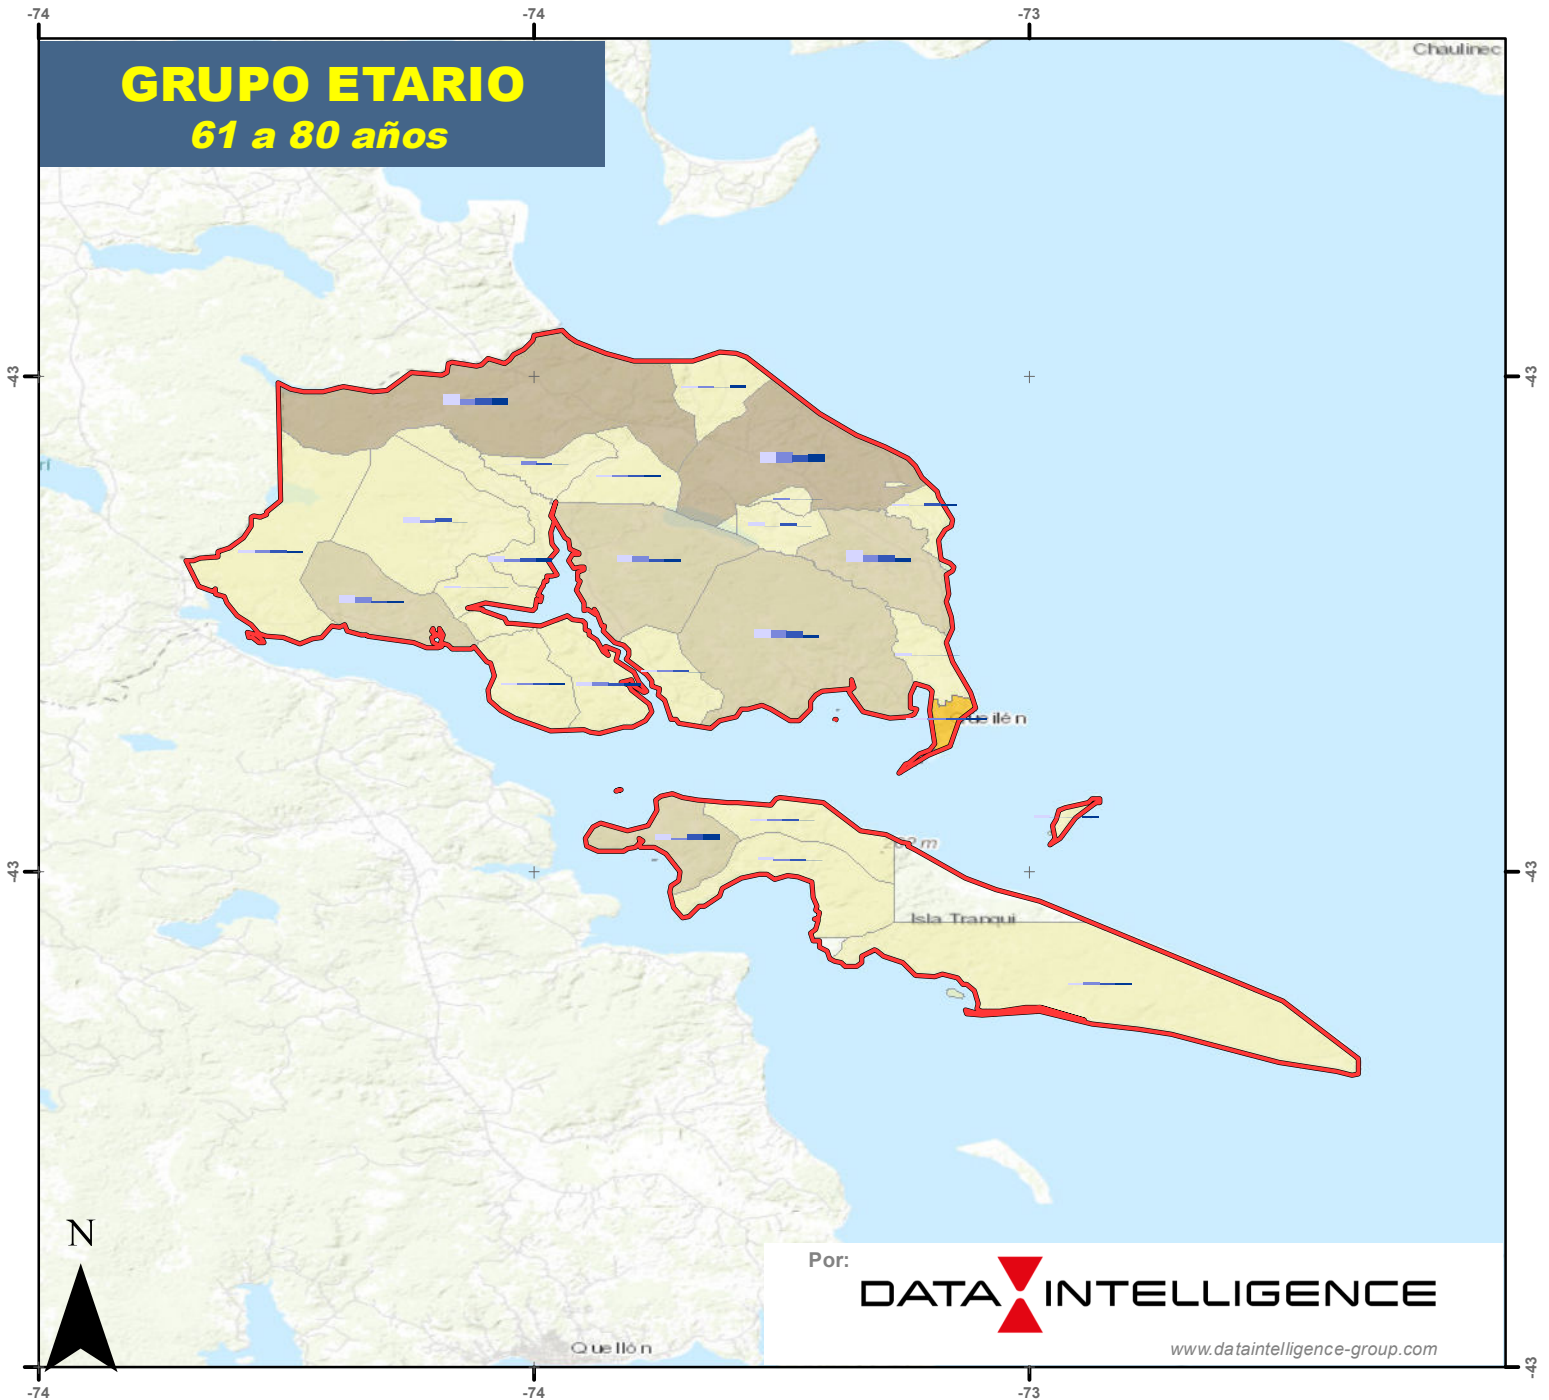 -74
-74
-73
Chaulinec
GRUPO ETARIO
61 a 80 años
-43
-43
Queilén
-43
-43
Isla Tranqui
N
Por:
DATA INTELLIGENCE
www.dataintelligence-group.com
Quellón
-43
-74
-74
-73